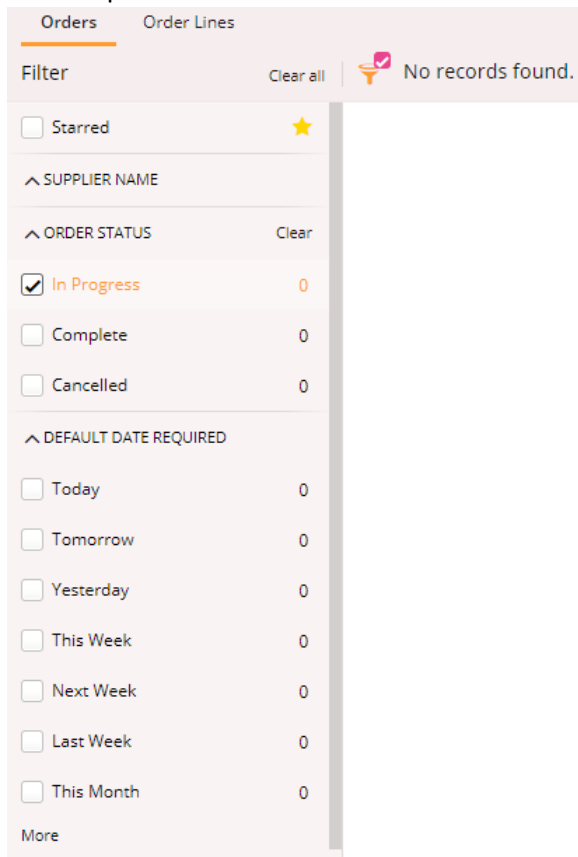 Orders Order Lines
Filter Clear all No records found.
Starred
SUPPLIER NAME
ORDER STATUS Clear
In Progress 0
Complete 0
Cancelled 0
DEFAULT DATE REQUIRED
Today 0
Tomorrow 0
Yesterday 0
This Week 0
Next Week 0
Last Week 0
This Month 0
More